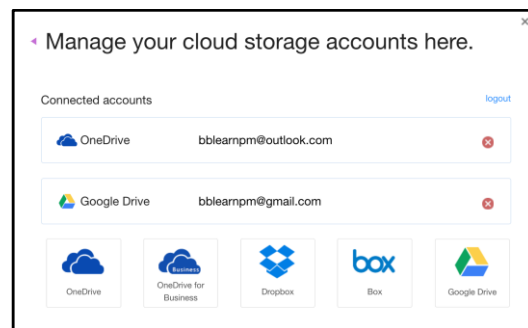 Manage your cloud storage accounts here.
Connected accounts
logout
OneDrive bblearnpm@outlook.com
Google Drive bblearnpm@gmail.com
Business
box
OneDrive
OneDrive for
Business
Dropbox
Box
Google Drive